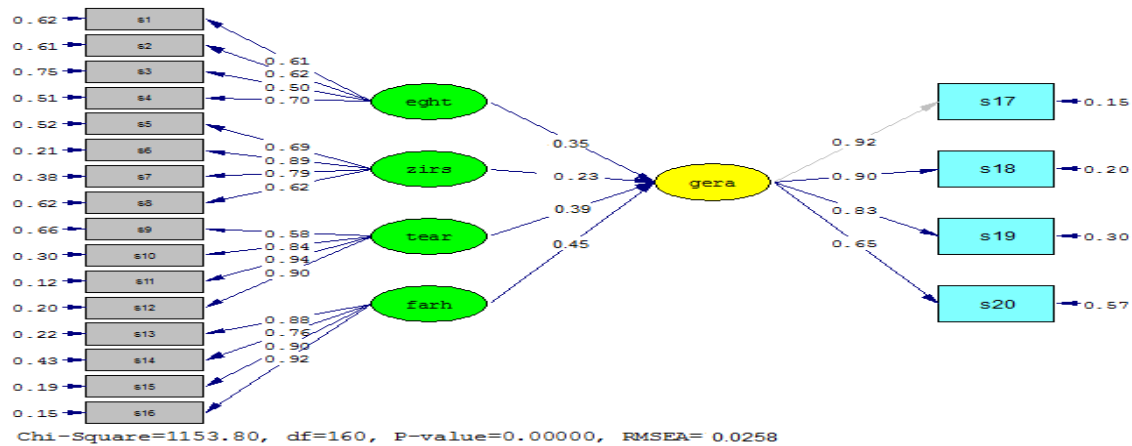 0.62 s1
0.61 s2
0.75 s3
0.51 s4
0.52 s5
0.21 s6
0.38 s7
0.62 s8
0.66 s9
0.30 s10
0.12 s11
0.20 s12
0.22 s13
0.43 s14
0.19 s15
0.15 s16
0.61
0.62
0.50
0.70
0.69
0.89
0.79
0.62
0.58
0.84
0.94
0.90
0.88
0.76
0.90
0.92
eght
zirs
tear
farh
0.35
0.23
0.39
0.45
gera
0.92
0.90
0.83
0.65
s17 0.15
s18 0.20
s19 0.30
s20 0.57
Chi-Square=1153.80, df=160, P-value=0.00000, RMSEA= 0.0258